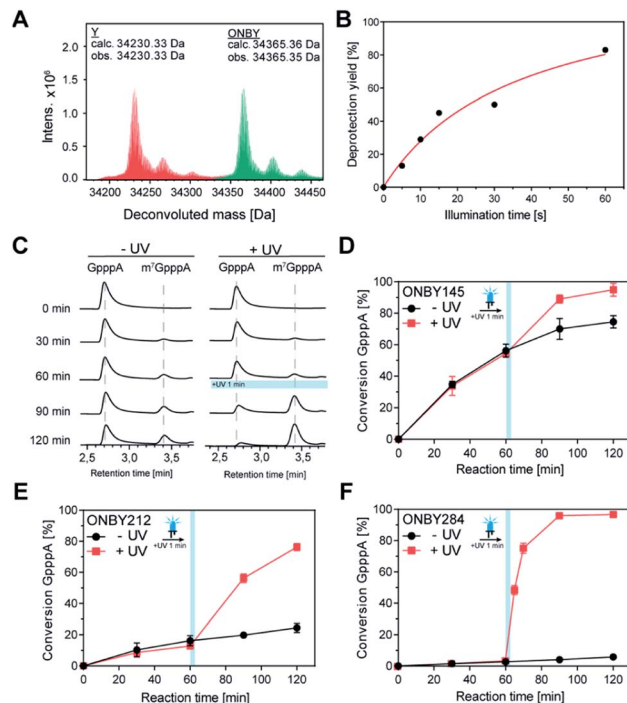 A
Y
calc. 34230.33 Da
obs. 34230.33 Da
ONBY
calc. 34365.36 Da
obs. 34365.35 Da
Intens. x10⁶
2.0
1.5
1.0
0.5
0.0
34200 34250 34300 34350 34400 34450
Deconvoluted mass [Da]
B
Deprotection yield [%]
100
80
60
40
20
0
0 10 20 30 40 50 60
Illumination time [s]
C
- UV + UV
GpppA m⁷GpppA GpppA m⁷GpppA
0 min
30 min
60 min
+UV 1 min
90 min
120 min
2,5 3 3,5 2,5 3 3,5
Retention time [min] Retention time [min]
D
Conversion GpppA [%]
100
80
60
40
20
0
ONBY145
- UV
+ UV
+UV 1 min
0 20 40 60 80 100 120
Reaction time [min]
E
Conversion GpppA [%]
100
80
60
40
20
0
ONBY212
- UV
+ UV
+UV 1 min
0 20 40 60 80 100 120
Reaction time [min]
F
Conversion GpppA [%]
100
80
60
40
20
0
ONBY284
- UV
+ UV
+UV 1 min
0 20 40 60 80 100 120
Reaction time [min]